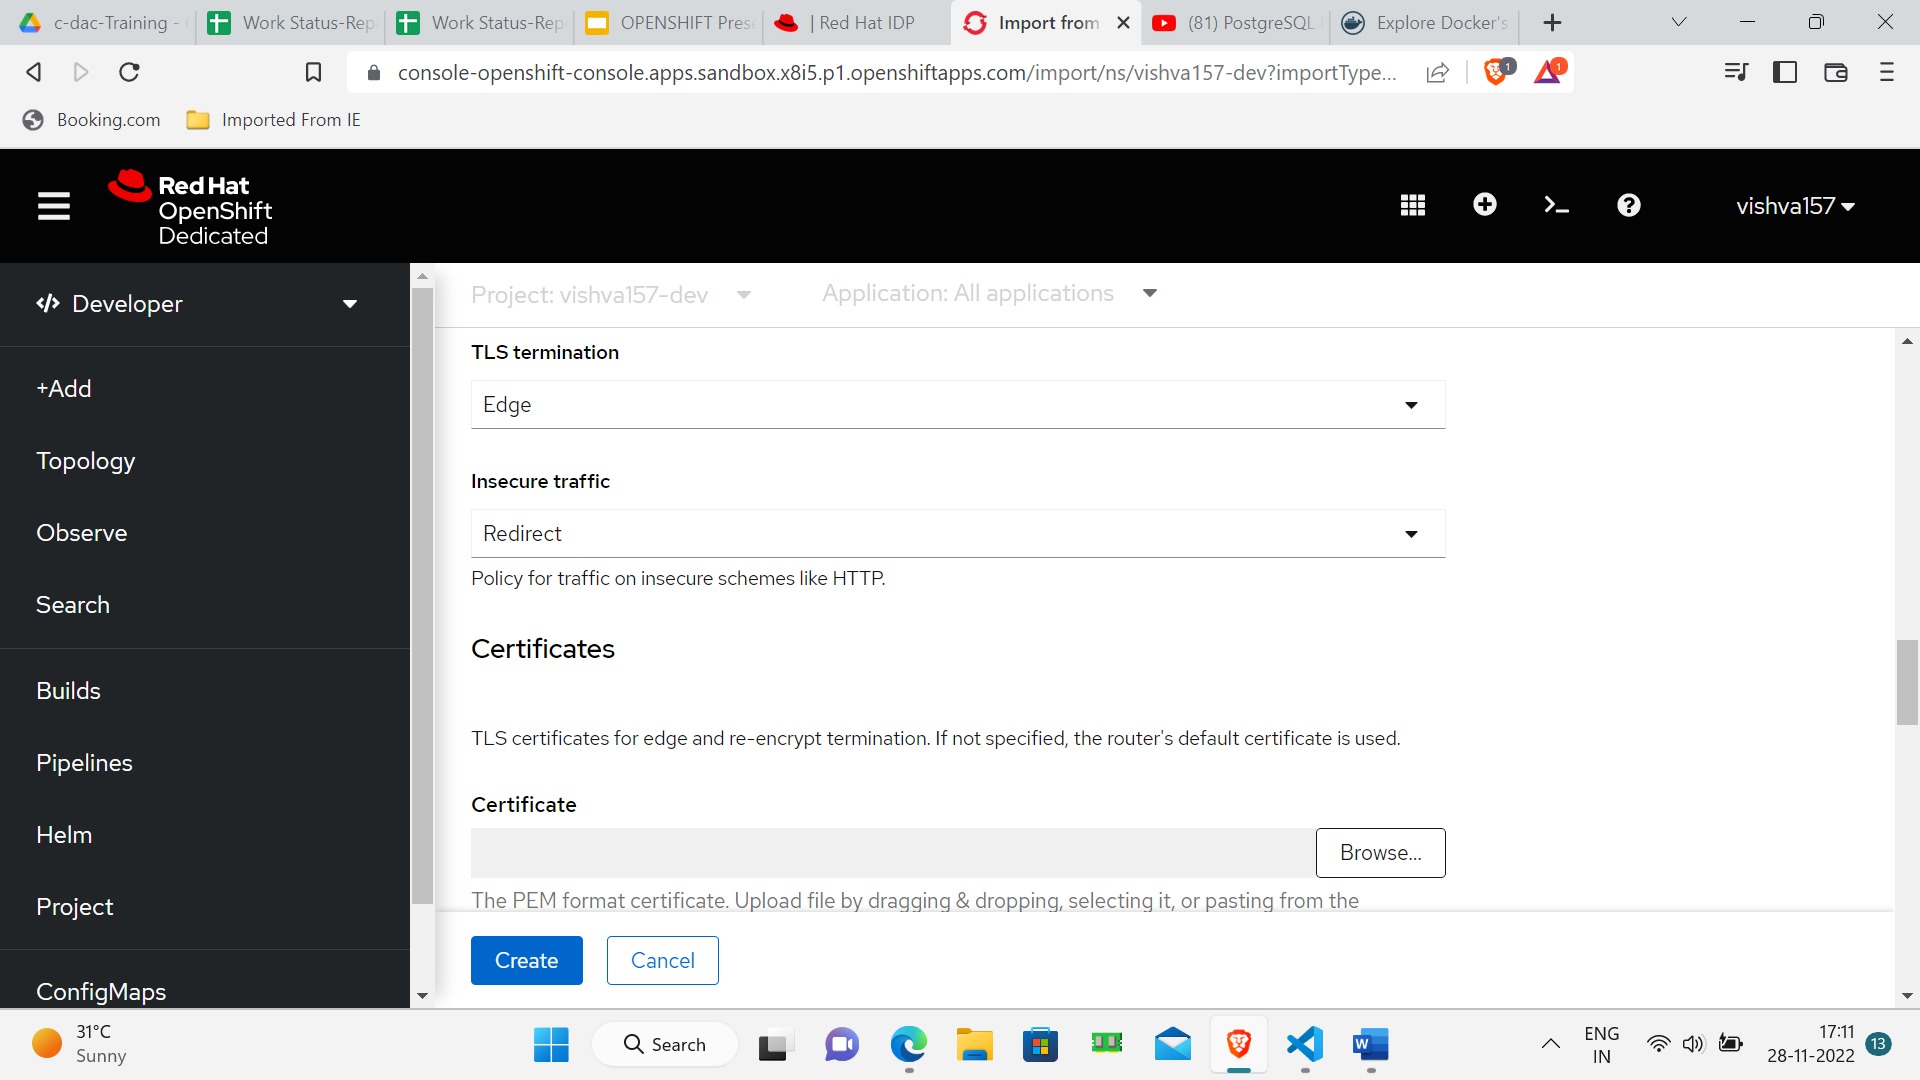 c-dac-Training -
Work Status-Rep
Work Status-Rep
OPENSHIFT Prese
| Red Hat IDP
Import from
(81) PostgreSQL
Explore Docker's
console-openshift-console.apps.sandbox.x8i5.p1.openshiftapps.com/import/ns/vishva157-dev?importType...
1
1
Booking.com
Imported From IE
Red Hat
OpenShift
Dedicated
vishva157
Developer
Project: vishva157-dev
Application: All applications
+Add
Topology
Observe
Search
Builds
Pipelines
Helm
Project
ConfigMaps
TLS termination
Edge
Insecure traffic
Redirect
Policy for traffic on insecure schemes like HTTP.
Certificates
TLS certificates for edge and re-encrypt termination. If not specified, the router's default certificate is used.
Certificate
Browse...
The PEM format certificate. Upload file by dragging & dropping, selecting it, or pasting from the
Create
Cancel
31°C
Sunny
Search
ENG
IN
17:11
28-11-2022
13